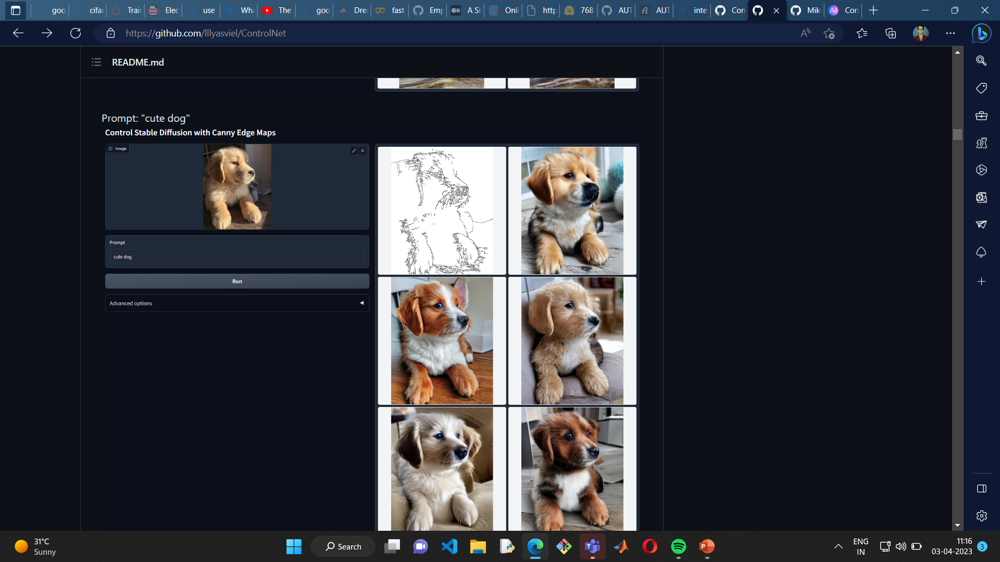 goo
cifar
Trai
Elec
use
Wha
The
goo
Drea
fast-
Emp
A Si
Onli
http
768
AUT
AUT
inte
Con
Mik
Con
https://github.com/lllyasviel/ControlNet
README.md
Prompt: "cute dog"
Control Stable Diffusion with Canny Edge Maps
Image
Prompt
cute dog
Run
Advanced options
31°C
Sunny
Search
ENG
IN
11:16
03-04-2023
3